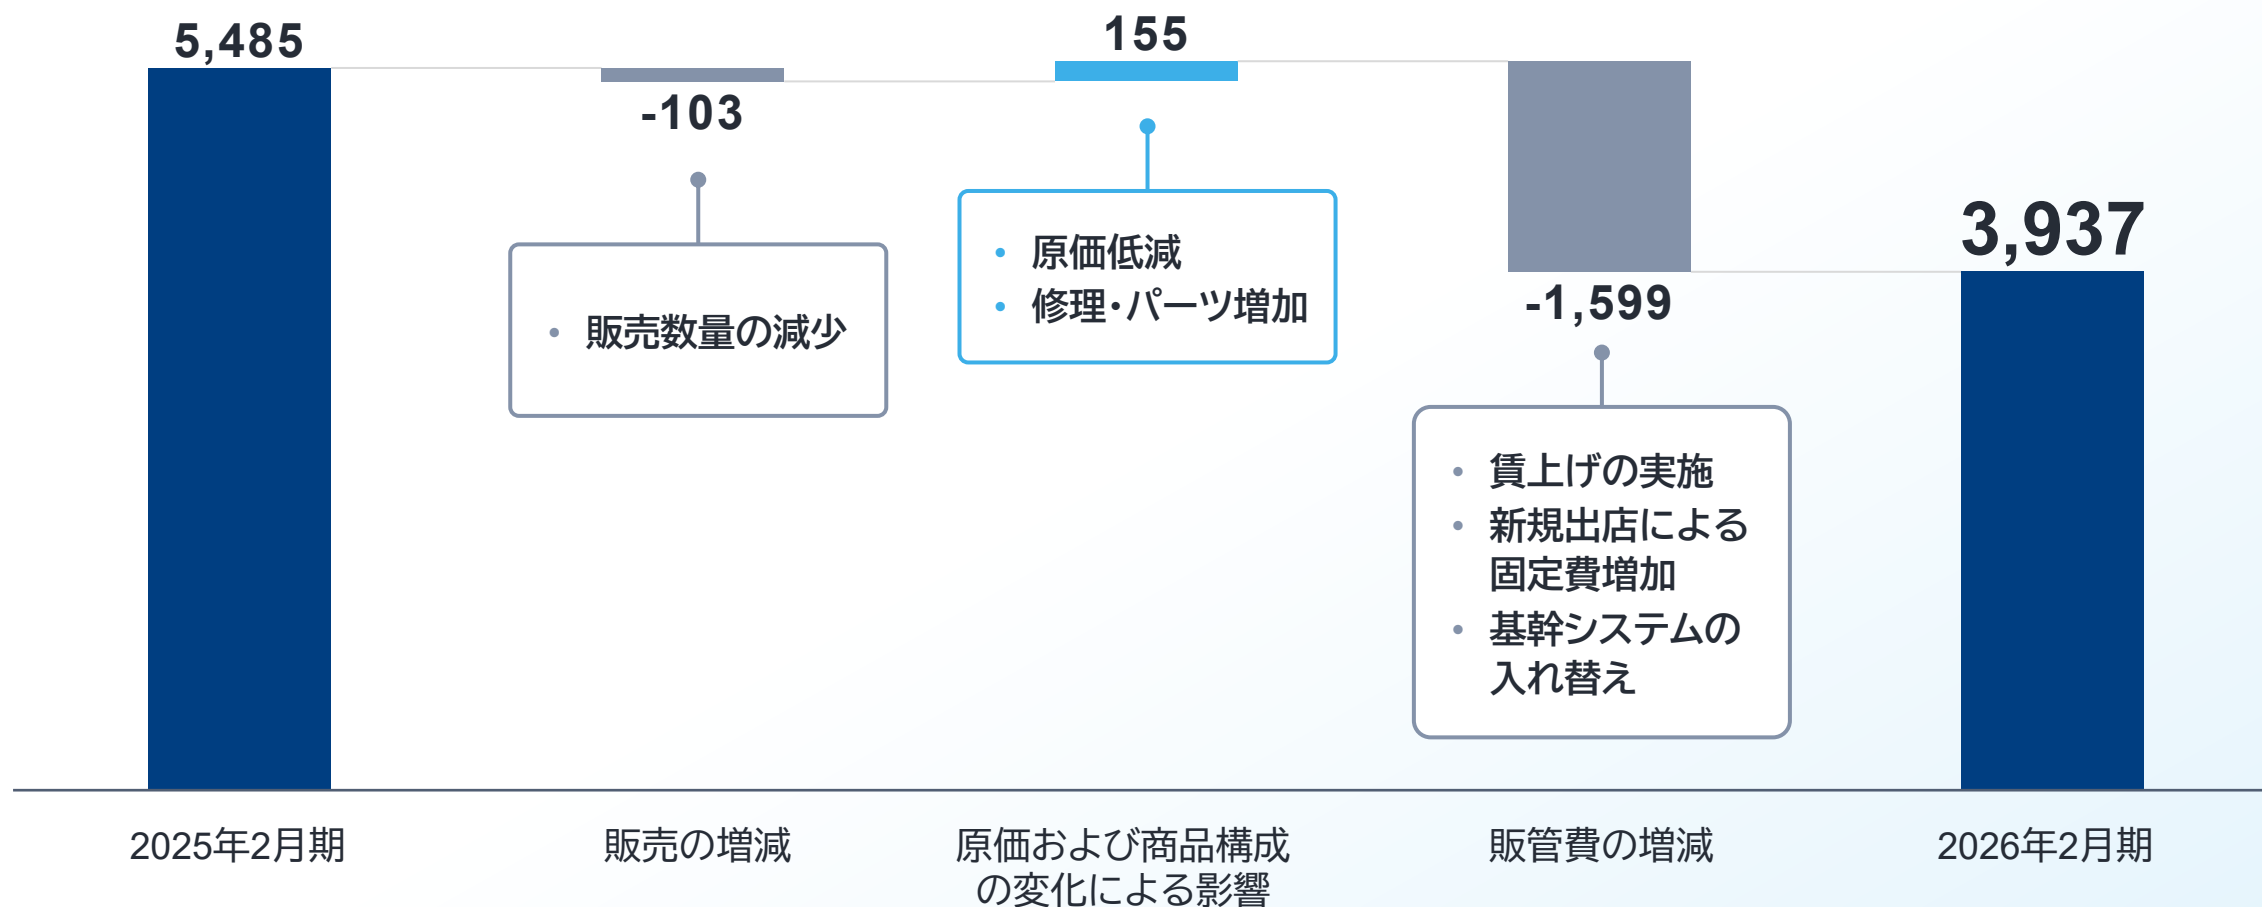 5,485
-103
・販売数量の減少
155
・原価低減
・修理・パーツ増加
-1,599
・賃上げの実施
・新規出店による
固定費増加
・基幹システムの
入れ替え
3,937
2025年2月期
販売の増減
原価および商品構成
の変化による影響
販管費の増減
2026年2月期